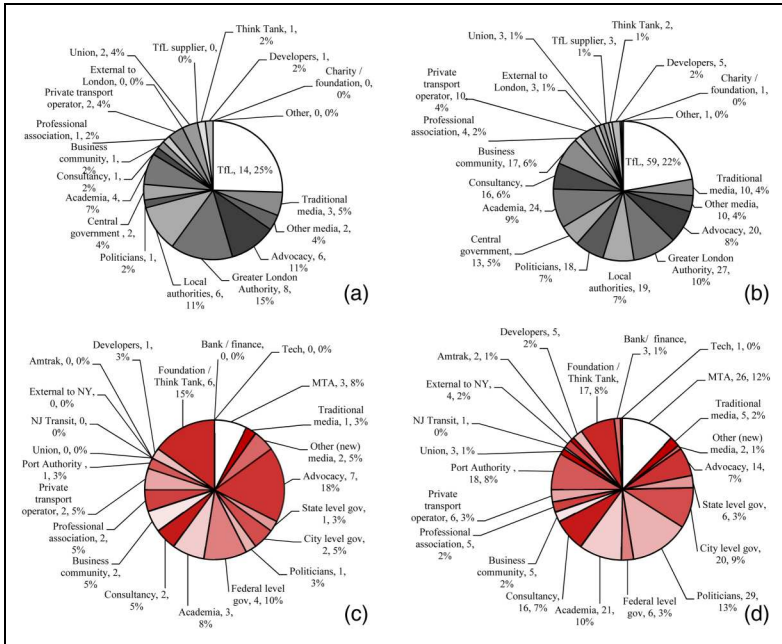 Think Tank, 1,
2%
TfL supplier, 0,
0%
Union, 2, 4%
Developers, 1,
2%
External to
London, 0, 0%
Charity /
foundation, 0,
0%
Private transport
operator, 2, 4%
Other, 0, 0%
Professional
association, 1, 2%
Business
community, 1,
2%
Consultancy, 1,
2%
Academia, 4,
7%
Central
government , 2,
4%
Politicians, 1,
2%
Local
authorities, 6,
11%
Greater London
Authority, 8,
15%
Advocacy, 6,
11%
Other media, 2,
4%
Traditional
media, 3, 5%
TfL, 14, 25%
(a)
Think Tank, 2,
1%
Union, 3, 1%
TfL supplier, 3,
1%
Developers, 5,
2%
External to
London, 3, 1%
Charity /
foundation, 1,
0%
Private
transport
operator, 10,
4%
Other, 1, 0%
Professional
association, 4, 2%
Business
community, 17, 6%
Consultancy, 16,
6%
Academia, 24,
9%
Central
government,
13, 5%
Politicians, 18,
7%
Local
authorities, 19,
7%
Greater London
Authority, 27,
10%
Advocacy, 20,
8%
Other media,
10, 4%
Traditional
media, 10, 4%
TfL, 59, 22%
(b)
Bank / finance,
0, 0%
Tech, 0, 0%
Developers, 1,
3%
Foundation /
Think Tank, 6,
15%
Amtrak, 0, 0%
MTA, 3, 8%
External to NY,
0, 0%
Traditional
media, 1, 3%
NJ Transit, 0,
0%
Other (new)
media, 2, 5%
Union, 0, 0%
Advocacy, 7,
18%
Port Authority ,
1, 3%
Private
transport
operator, 2, 5%
State level gov,
1, 3%
Professional
association, 2,
5%
City level gov,
2, 5%
Business
community, 2,
5%
Politicians, 1,
3%
Consultancy, 2,
5%
Academia, 3,
8%
Federal level
gov, 4, 10%
(c)
Developers, 5,
2%
Bank/ finance,
3, 1%
Tech, 1, 0%
Foundation /
Think Tank,
17, 8%
Amtrak, 2, 1%
MTA, 26, 12%
External to NY,
4, 2%
Traditional
media, 5, 2%
NJ Transit, 1,
0%
Other (new)
media, 2, 1%
Union, 3, 1%
Advocacy, 14,
7%
Port Authority ,
18, 8%
State level gov,
6, 3%
Private
transport
operator, 6, 3%
City level gov,
20, 9%
Professional
association, 5,
2%
Business
community, 5,
2%
Politicians, 29,
13%
Consultancy,
16, 7%
Academia, 21,
10%
Federal level
gov, 6, 3%
(d)